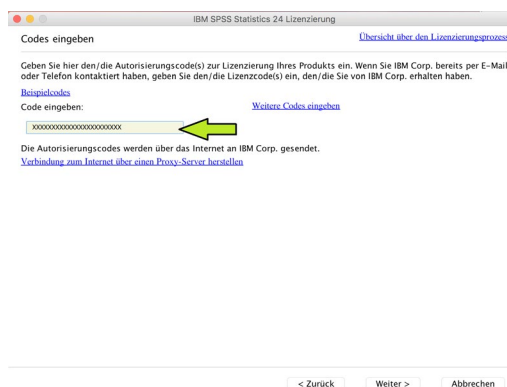 IBM SPSS Statistics 24 Lizenzierung
Codes eingeben
Übersicht über den Lizenzierungsprozess
Geben Sie hier den/die Autorisierungscode(s) zur Lizenzierung Ihres Produkts ein. Wenn Sie IBM Corp. bereits per E-Mail
oder Telefon kontaktiert haben, geben Sie den/die Lizenzcode(s) ein, den/die Sie von IBM Corp. erhalten haben.
Beispielcodes
Code eingeben:
Weitere Codes eingeben
XXXXXXXXXXXXXXXXXXXXXXX
Die Autorisierungscodes werden über das Internet an IBM Corp. gesendet.
Verbindung zum Internet über einen Proxy-Server herstellen
< Zurück
Weiter >
Abbrechen